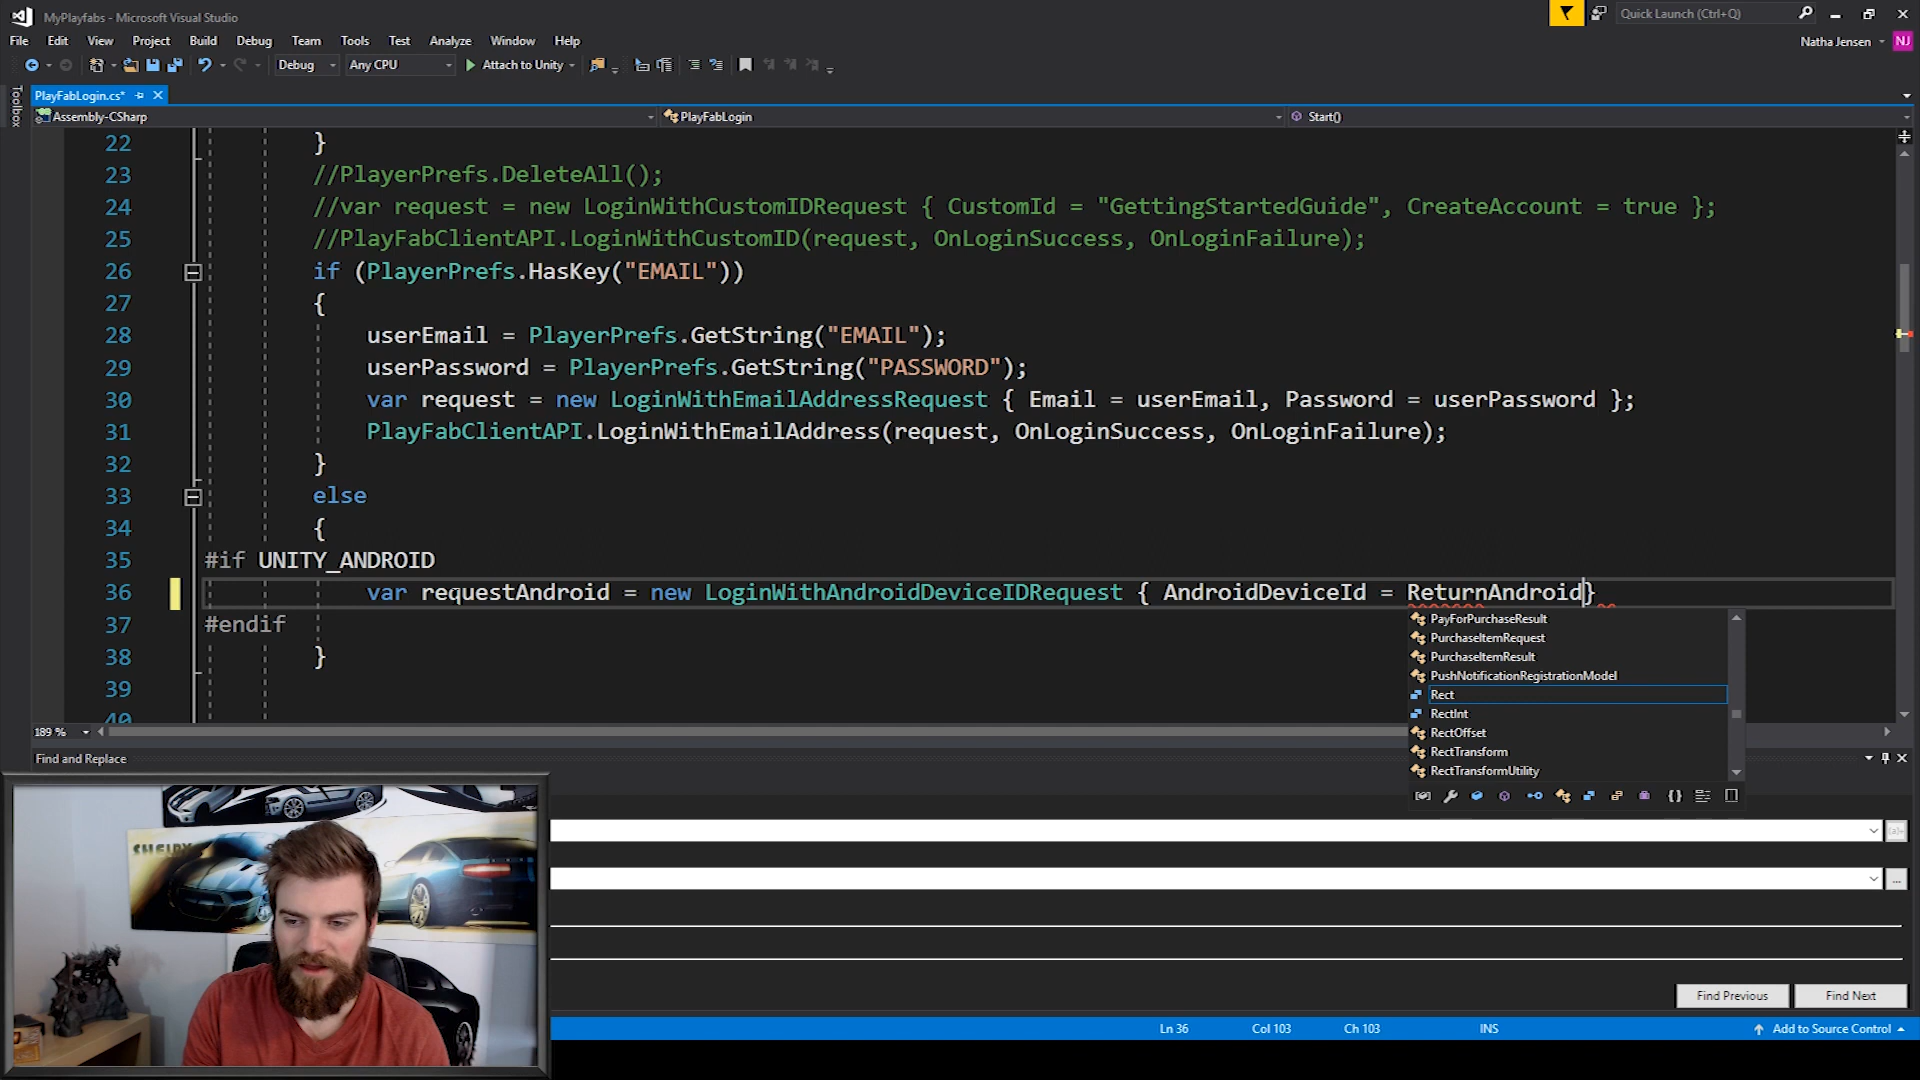 MyPlayfabs - Microsoft Visual Studio
Quick Launch (Ctrl+Q)
File Edit View Project Build Debug Team Tools Test Analyze Window Help
Natha Jensen NJ
Debug Any CPU Attach to Unity
Toolbox
PlayFabLogin.cs*
Assembly-CSharp PlayFabLogin Start()
22 }
23 //PlayerPrefs.DeleteAll();
24 //var request = new LoginWithCustomIDRequest { CustomId = "GettingStartedGuide", CreateAccount = true };
25 //PlayFabClientAPI.LoginWithCustomID(request, OnLoginSuccess, OnLoginFailure);
26 if (PlayerPrefs.HasKey("EMAIL"))
27 {
28 userEmail = PlayerPrefs.GetString("EMAIL");
29 userPassword = PlayerPrefs.GetString("PASSWORD");
30 var request = new LoginWithEmailAddressRequest { Email = userEmail, Password = userPassword };
31 PlayFabClientAPI.LoginWithEmailAddress(request, OnLoginSuccess, OnLoginFailure);
32 }
33 else
34 {
35 #if UNITY_ANDROID
36 var requestAndroid = new LoginWithAndroidDeviceIDRequest { AndroidDeviceId = ReturnAndroid}
37 #endif
38 }
39
40
PayForPurchaseResult
PurchaseItemRequest
PurchaseItemResult
PushNotificationRegistrationModel
Rect
RectInt
RectOffset
RectTransform
RectTransformUtility
189 %
Find and Replace
SHELBY
...
Find Previous Find Next
Ln 36 Col 103 Ch 103 INS Add to Source Control